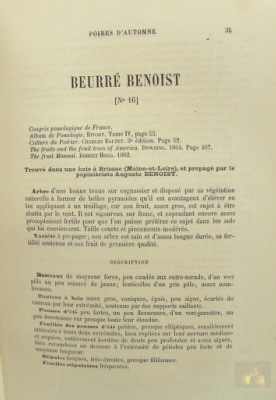 POIRES D'AUTOMNE 35
BEURRÉ BENOIST
[N° 16]
Congrès pomologique de France.
Album de Pomologie. BIVORT. Tome IV, page 53.
Culture du Poirier. CHARLES BALTET. 3e édition. Page 52.
The fruits and the fruit trees of America. DOWNING. 1864. Page 467.
The fruit Manual. ROBERT HOGG. 1862.
Trouvé dans une haie à Brissac (Maine-et-Loire), et propagé par le
pépiniériste Auguste BENOIST.
Arbre d'une bonne tenue sur cognassier et disposé par sa végétation
naturelle à former de belles pyramides qu'il est avantageux d'élever en
les appliquant à un treillage, car son fruit, assez gros, est sujet à être
abattu par le vent. Il est vigoureux sur franc, et cependant encore assez
promptement fertile pour que l'on puisse préférer ce sujet dans les sols
qui lui conviennent. Taille courte et pincements modérés.
Variété à propager; son arbre est sain et d'assez longue durée, sa fer-
tilité soutenue et son fruit de première qualité.
DESCRIPTION
Rameaux de moyenne force, peu coudés aux entre-nœuds, d'un vert
pâle un peu nuancé de jaune; lenticelles d'un gris pâle, assez nom-
breuses.
Boutons à bois assez gros, coniques, épais, peu aigus, écartés du
rameau par leur extrémité, soutenus par des supports saillants.
Pousses d'été peu fortes, un peu flexueuses, d'un vert-jaunâtre, un
peu duveteuses sur presque toute leur étendue.
Feuilles des pousses d'été petites, presque elliptiques, sensiblement
atténuées à leurs deux extrémités, bien repliées sur leur nervure médiane
et arquées, entièrement bordées de dents peu profondes et assez aiguës,
bien recourbées en dessous à l'extrémité de pétioles peu forts et de
moyenne longueur.
Stipules longues, très-étroites, presque filiformes.
Feuilles stipulaires fréquentes.